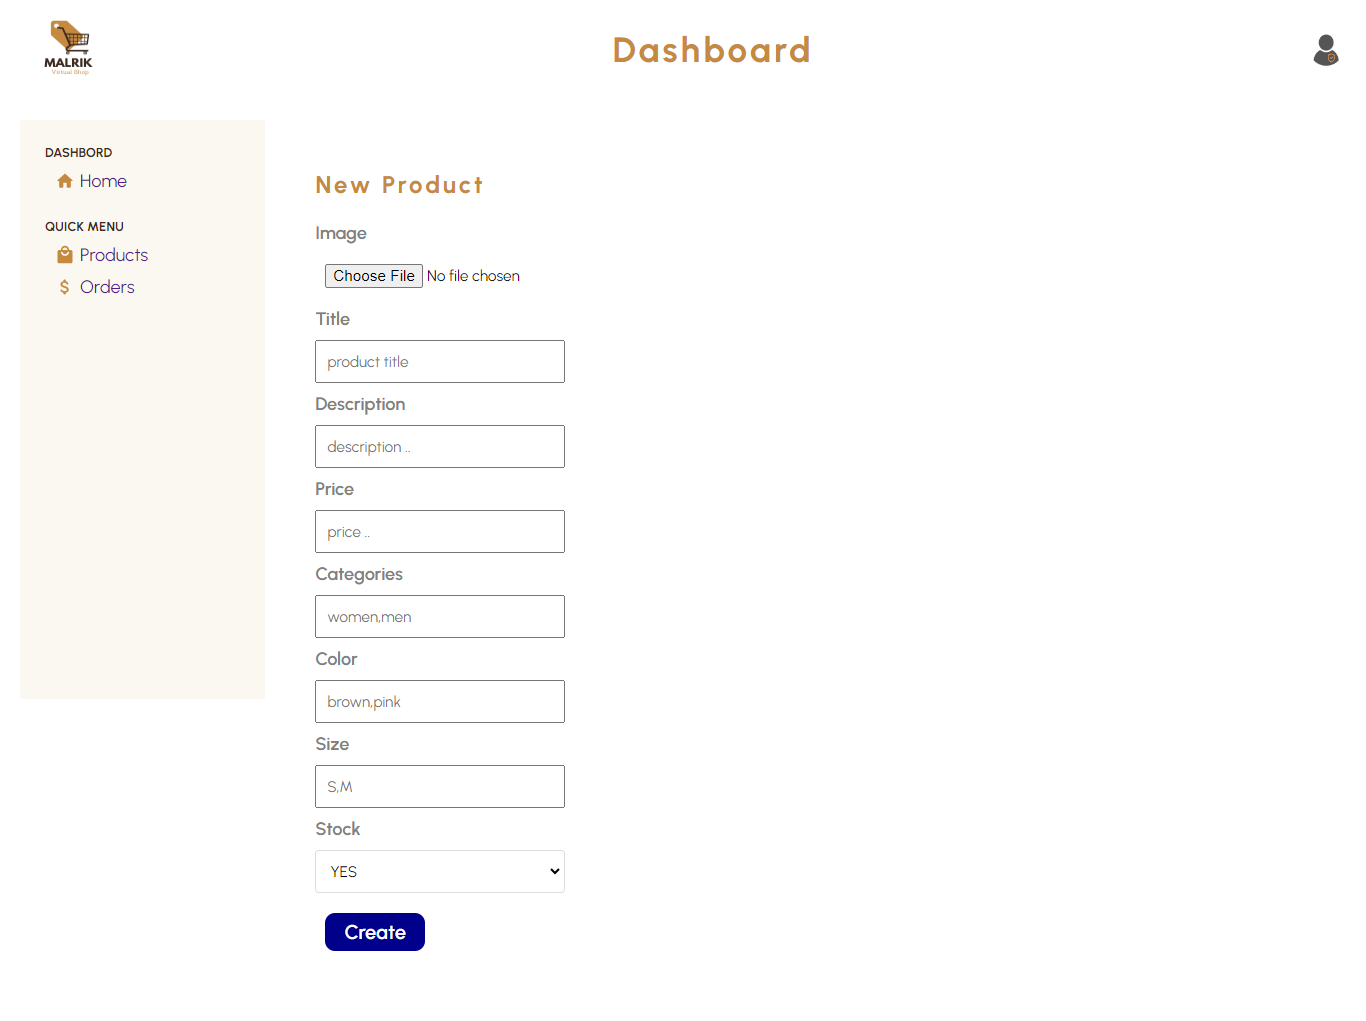 MALRIK
Virtual Shop
Dashboard
DASHBORD
Home
QUICK MENU
Products
$ Orders
New Product
Image
Choose File No file chosen
Title
product title
Description
description ..
Price
price ..
Categories
women,men
Color
brown,pink
Size
S,M
Stock
YES
Create